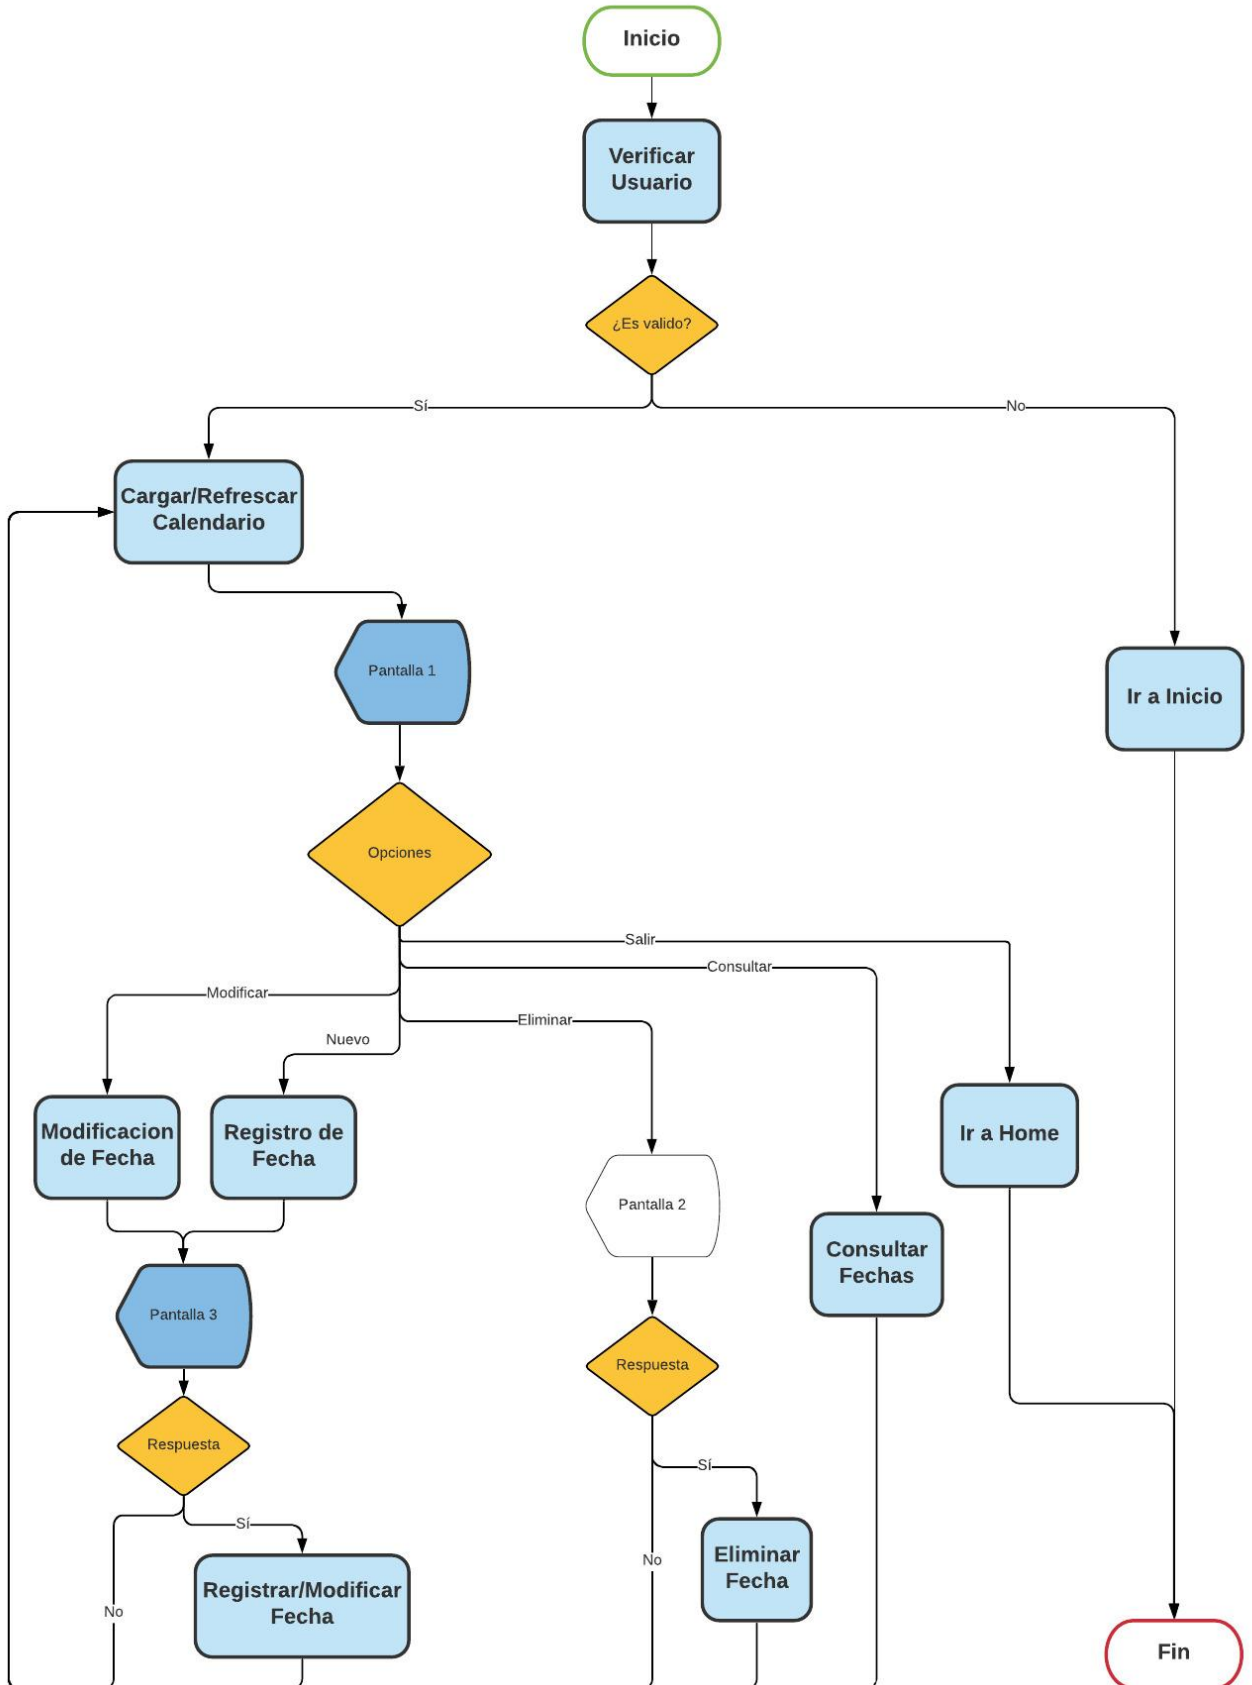 Inicio
Verificar
Usuario
¿Es valido?
Sí
No
Cargar/Refrescar
Calendario
Pantalla 1
Ir a Inicio
Opciones
Salir
Consultar
Modificar
Eliminar
Nuevo
Modificacion
de Fecha
Registro de
Fecha
Ir a Home
Pantalla 2
Consultar
Fechas
Pantalla 3
Respuesta
Respuesta
Sí
Sí
No
Eliminar
Fecha
Registrar/Modificar
Fecha
No
Fin